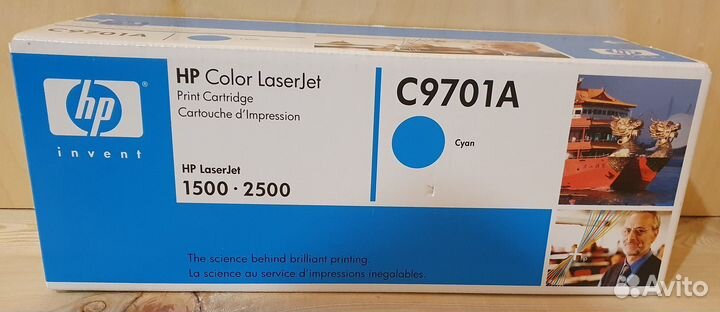 hp
invent
HP Color LaserJet
Print Cartridge
Cartouche d'Impression
HP LaserJet
1500 • 2500
C9701A
Cyan
The science behind brilliant printing.
La science au service d'impressions inégalables.
Avito